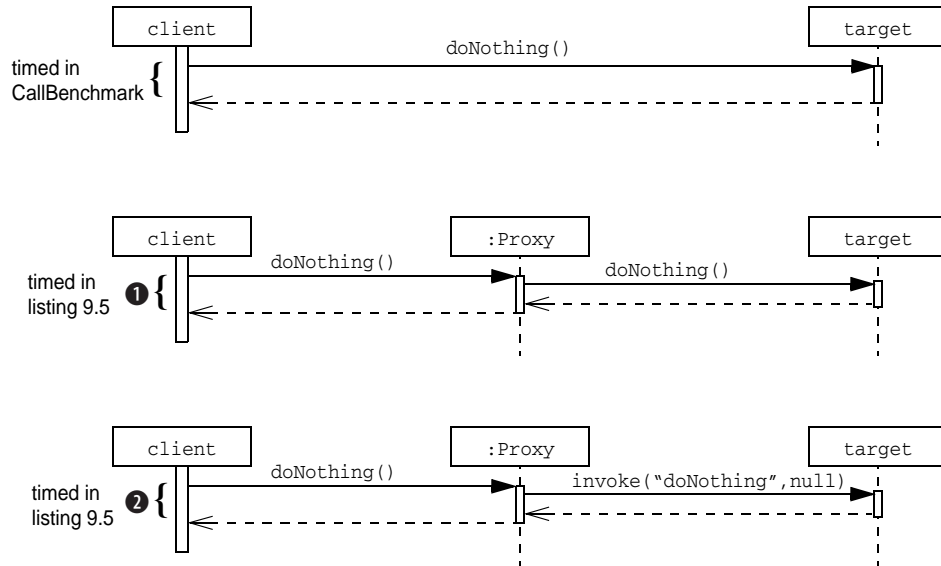 client
target
doNothing()
timed in
CallBenchmark {
client
:Proxy
target
doNothing()
doNothing()
timed in
listing 9.5 ❶ {
client
:Proxy
target
doNothing()
invoke(“doNothing”,null)
timed in
listing 9.5 ❷ {